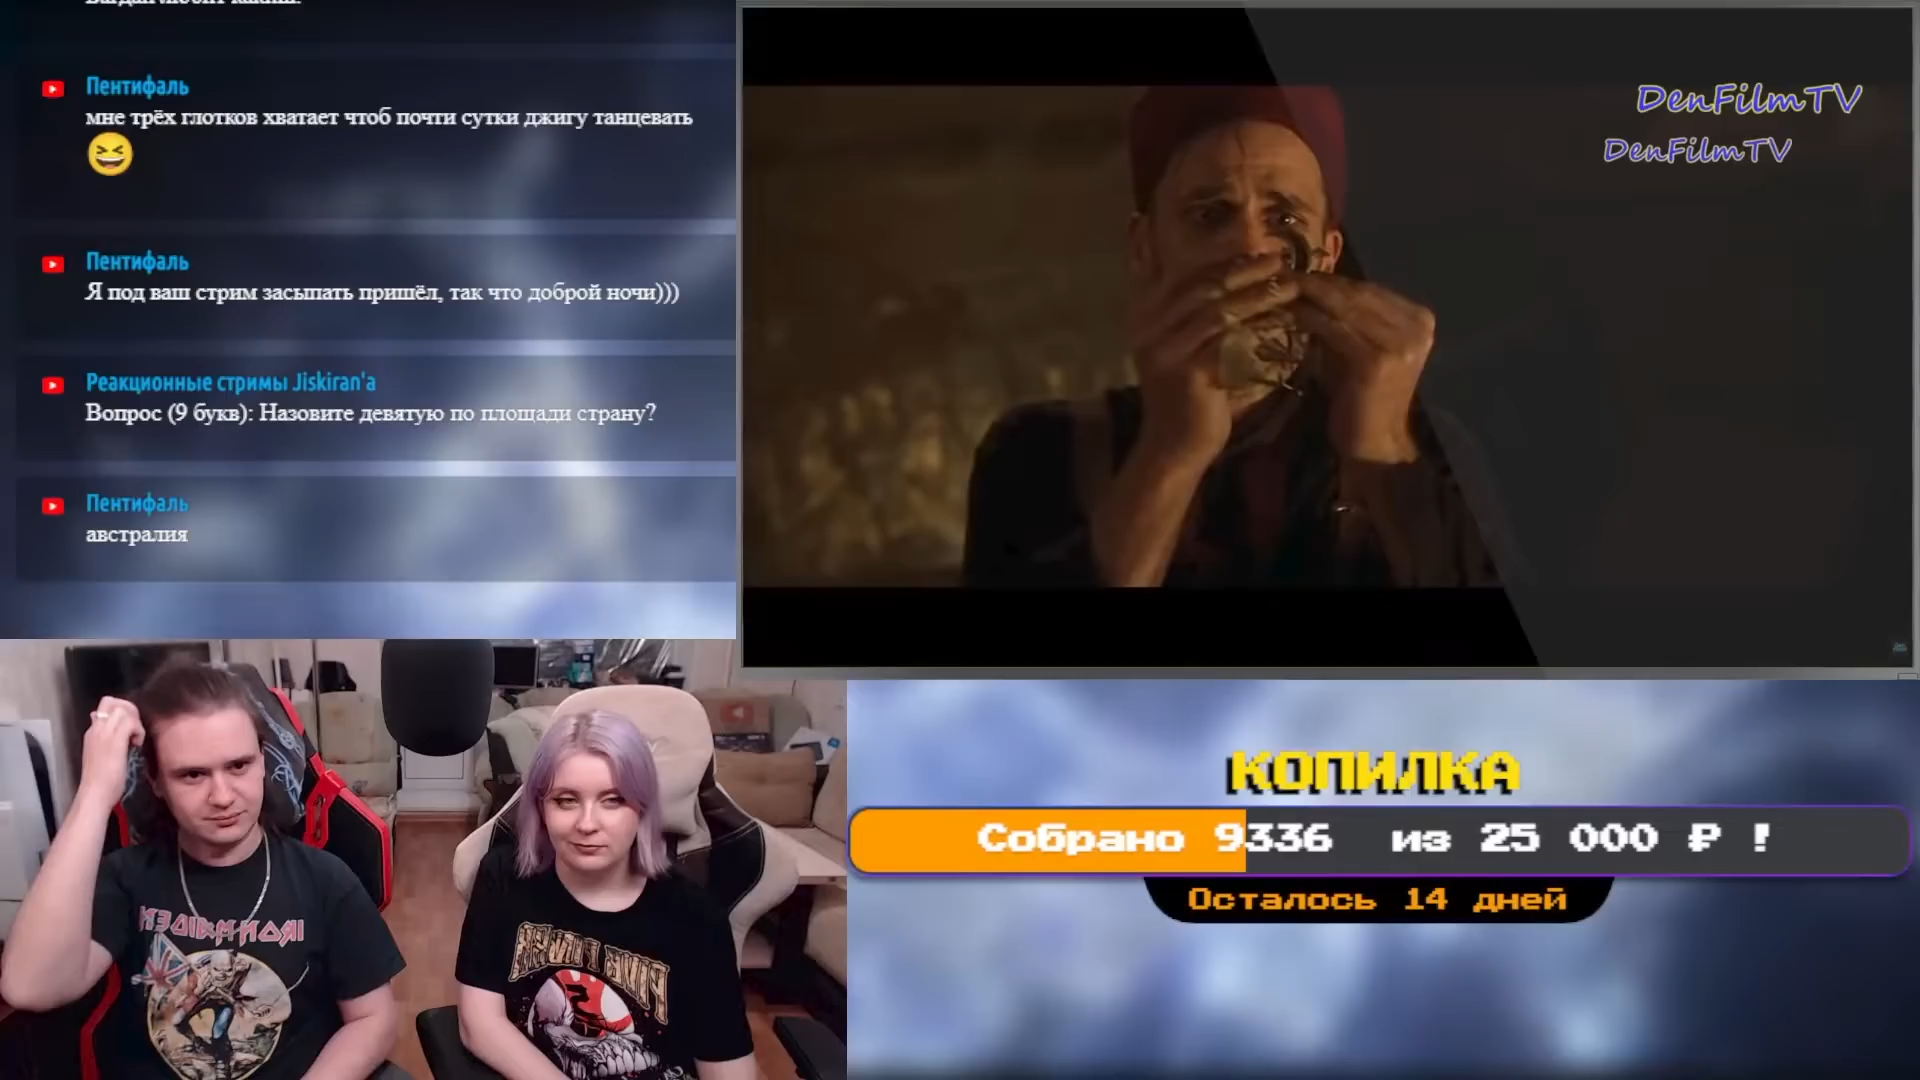 Пентифаль
мне трёх глотков хватает чтоб почти сутки джигу танцевать
Пентифаль
Я под ваш стрим засыпать пришёл, так что доброй ночи)))
Реакционные стримы Jiskiran'a
Вопрос (9 букв): Назовите девятую по площади страну?
Пентифаль
австралия
DenFilmTV
DenFilmTV
КОПИЛКА
Собрано 9336 из 25 000 ₽ !
Осталось 14 дней